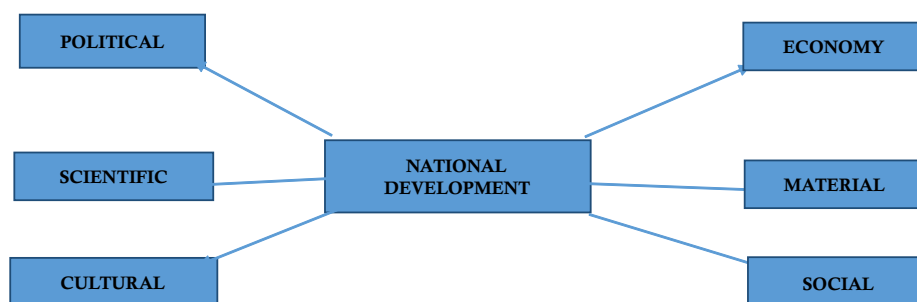 POLITICAL
ECONOMY
NATIONAL
DEVELOPMENT
SCIENTIFIC
MATERIAL
CULTURAL
SOCIAL